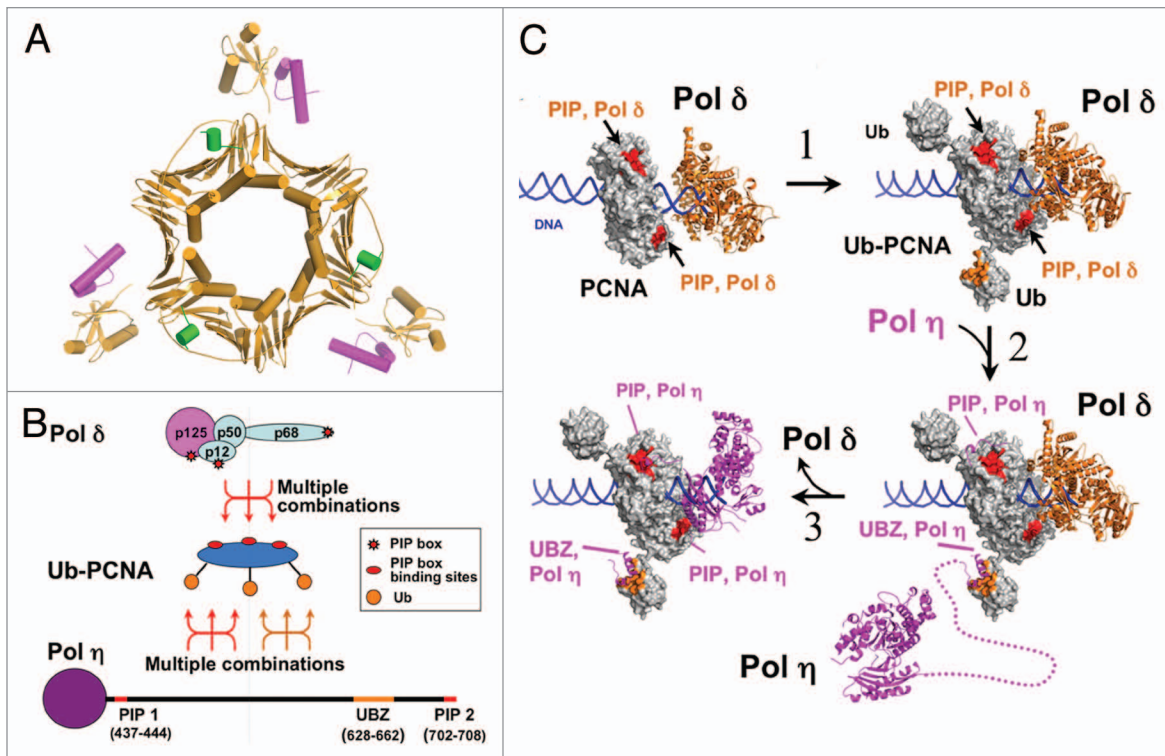 A
B
Pol δ
p125
p50
p68
p12
Multiple
combinations
Ub-PCNA
PIP box
PIP box
binding sites
Ub
Pol η
Multiple combinations
PIP 1
(437-444)
UBZ
(628-662)
PIP 2
(702-708)
C
Pol δ
PIP, Pol δ
DNA
PCNA
PIP, Pol δ
1
Pol δ
PIP, Pol δ
Ub
Ub-PCNA
PIP, Pol δ
Ub
Pol η
2
PIP, Pol η
Pol δ
UBZ, Pol η
Pol η
Pol δ
3
PIP, Pol η
UBZ,
Pol η
PIP, Pol η